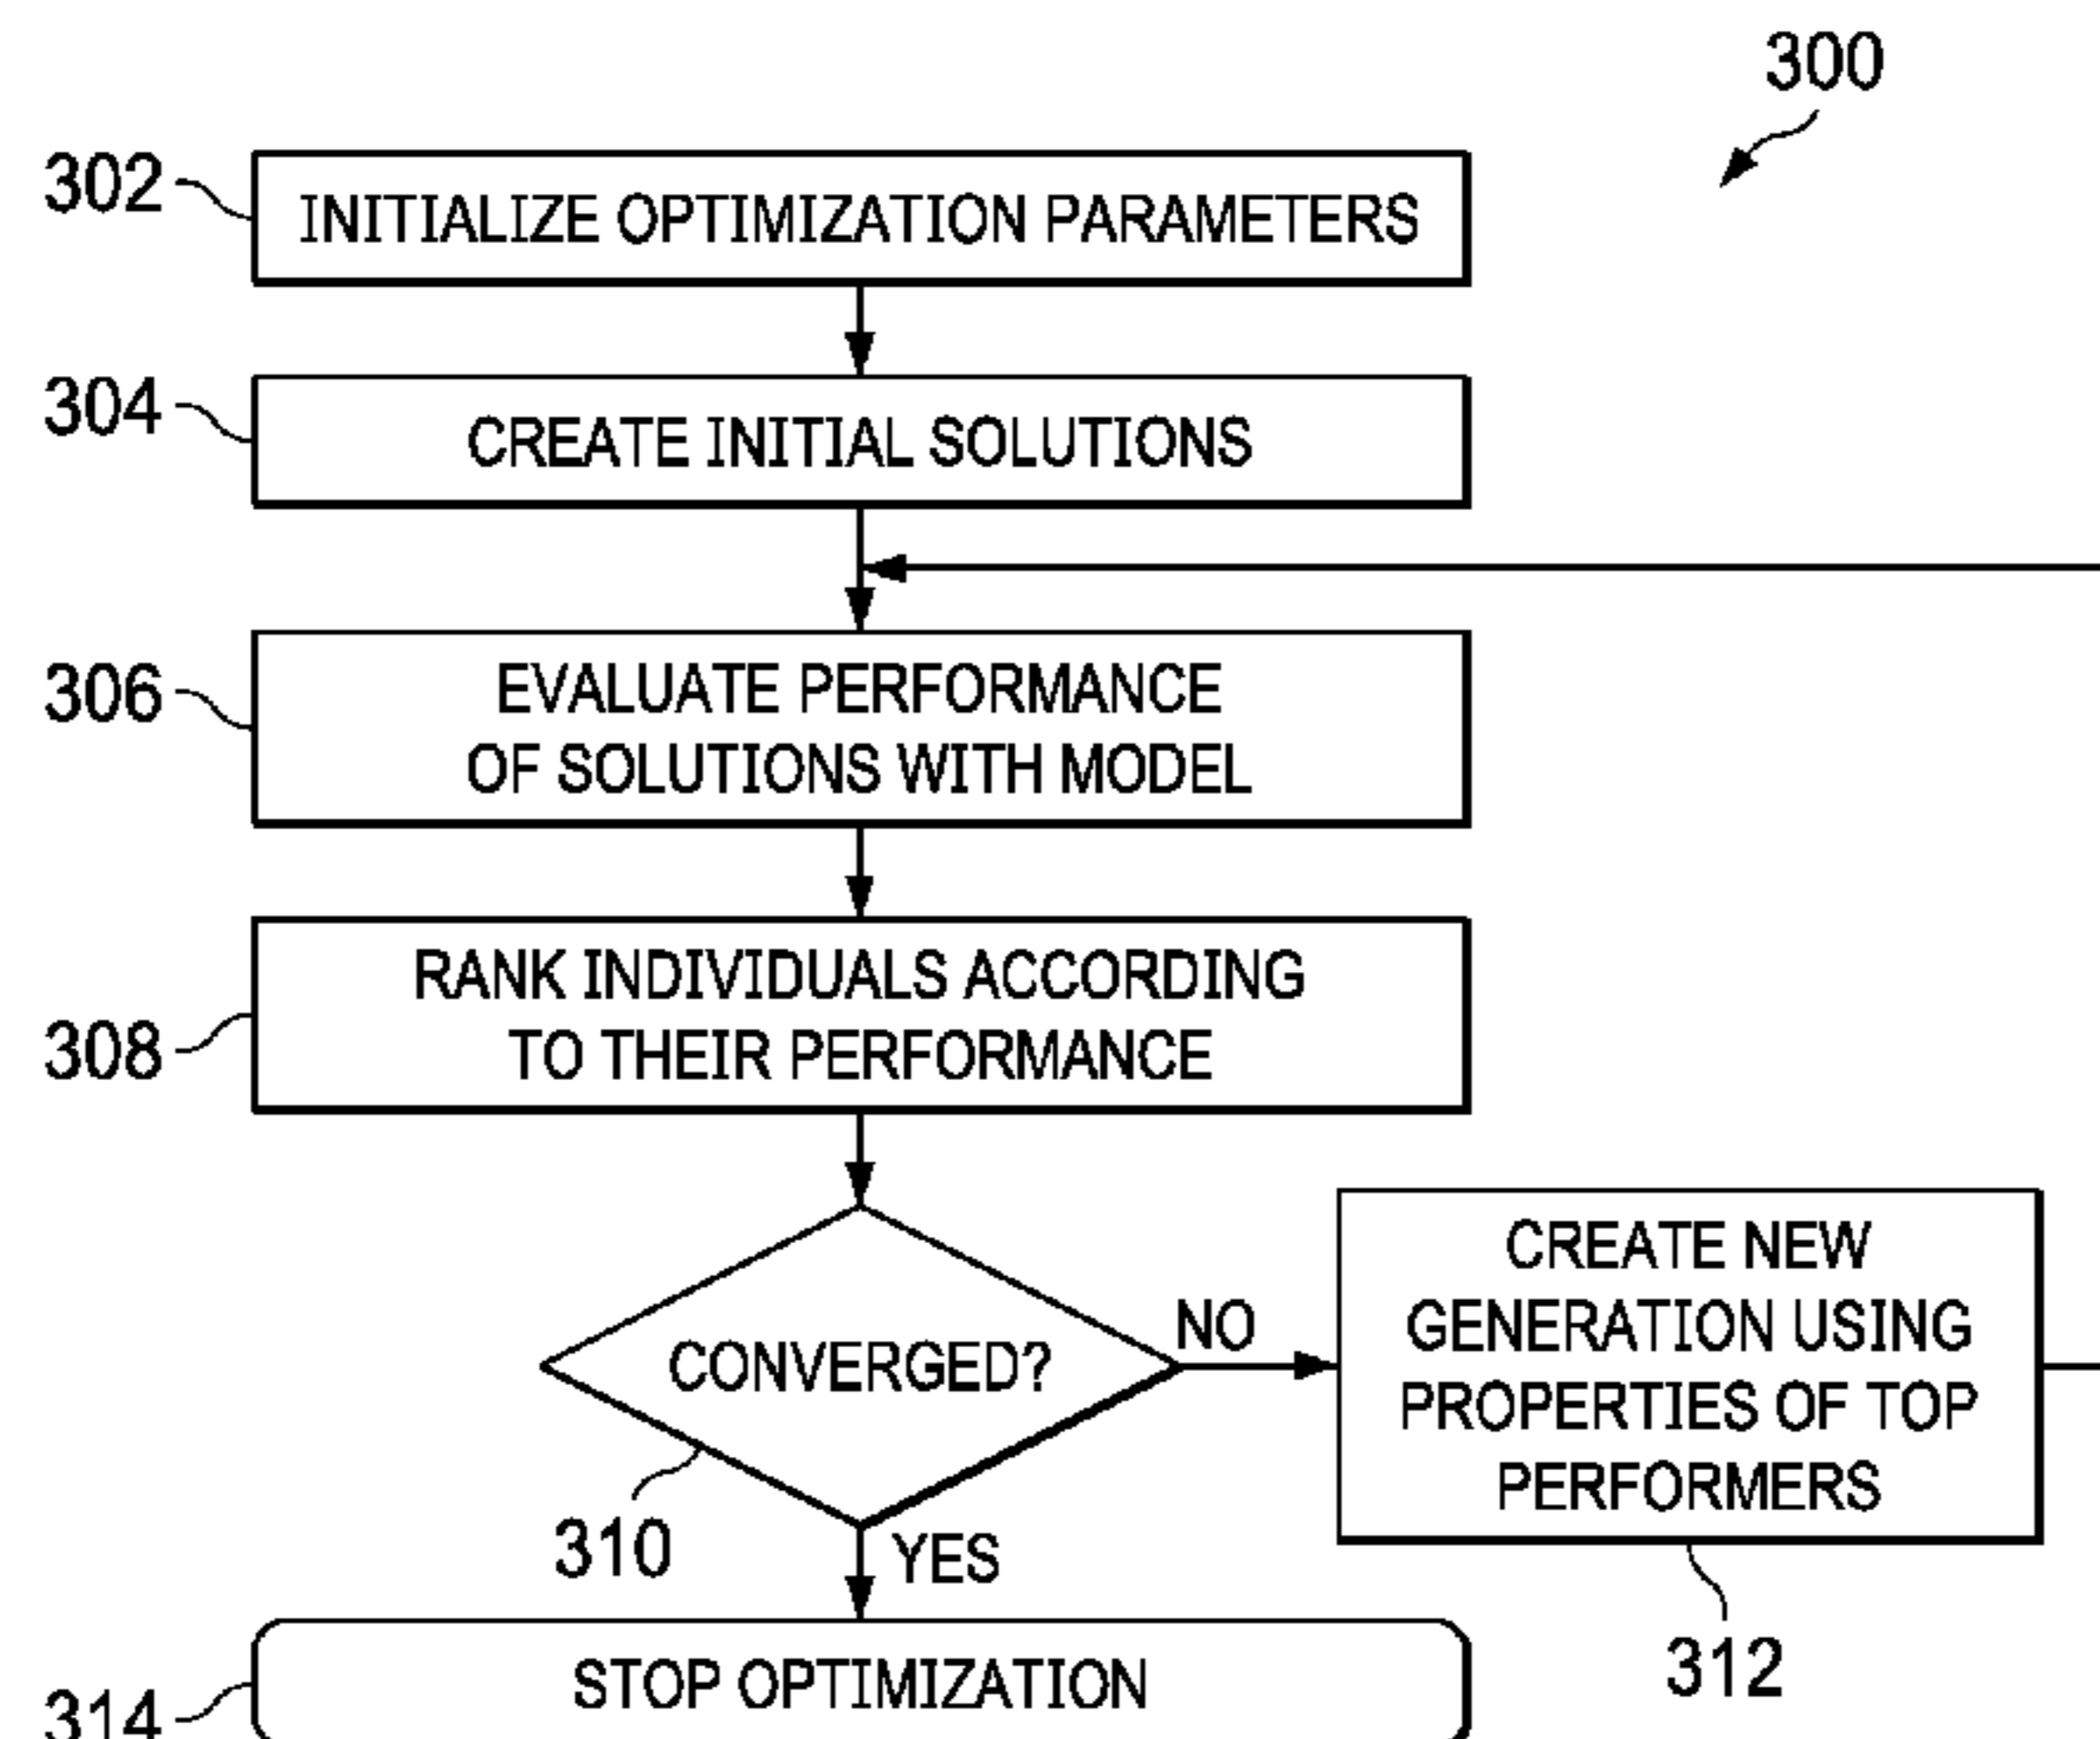 300
302
INITIALIZE OPTIMIZATION PARAMETERS
304
CREATE INITIAL SOLUTIONS
306
EVALUATE PERFORMANCE
OF SOLUTIONS WITH MODEL
308
RANK INDIVIDUALS ACCORDING
TO THEIR PERFORMANCE
CONVERGED?
NO
CREATE NEW
GENERATION USING
PROPERTIES OF TOP
PERFORMERS
310
YES
312
314
STOP OPTIMIZATION